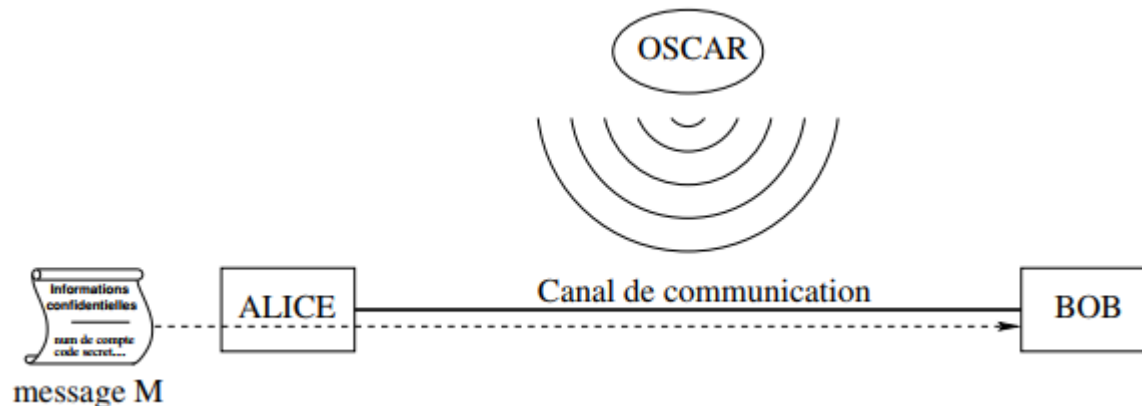 OSCAR
Informations
confidentielles
num de compte
code secret....
message M
ALICE
Canal de communication
BOB